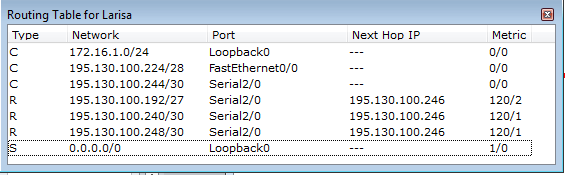 Routing Table for Larisa
Type Network Port Next Hop IP Metric
C 172.16.1.0/24 Loopback0 --- 0/0
C 195.130.100.224/28 FastEthernet0/0 --- 0/0
C 195.130.100.244/30 Serial2/0 --- 0/0
R 195.130.100.192/27 Serial2/0 195.130.100.246 120/2
R 195.130.100.240/30 Serial2/0 195.130.100.246 120/1
R 195.130.100.248/30 Serial2/0 195.130.100.246 120/1
S 0.0.0.0/0 Loopback0 --- 1/0